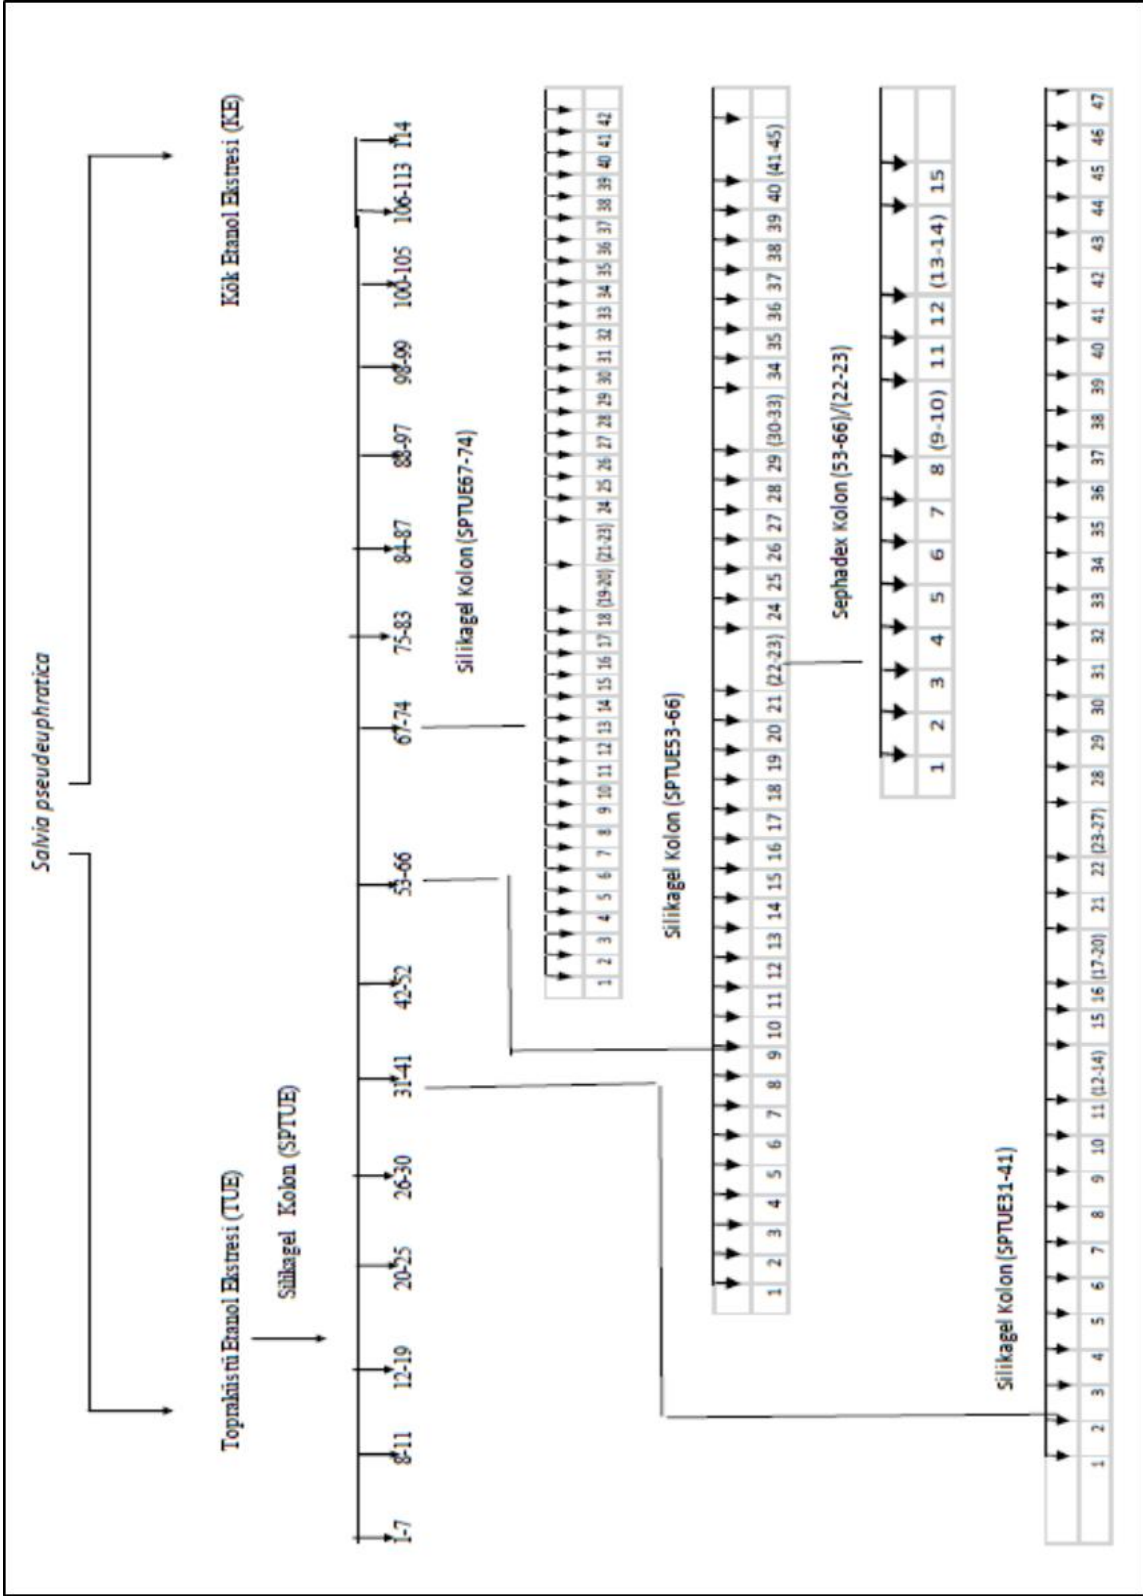 Salvia pseudeuphratica
Topraküstü Etanol Ekstresi (TUE) Kök Etanol Ekstresi (KE)
Silikagel Kolon (SPTUE)
1-7 8-11 12-19 20-25 26-30 31-41 42-52 53-66 67-74 75-83 84-87 88-97 98-99 100-105 106-113 114
Silikagel Kolon (SPTUE67-74)
1 2 3 4 5 6 7 8 9 10 11 12 13 14 15 16 17 18 (19-20) (21-23) 24 25 26 27 28 29 30 31 32 33 34 35 36 37 38 39 40 41 42
Silikagel Kolon (SPTUE53-66)
1 2 3 4 5 6 7 8 9 10 11 12 13 14 15 16 17 18 19 20 21 (22-23) 24 25 26 27 28 29 (30-33) 34 35 36 37 38 39 40 (41-45)
Sephadex Kolon (53-66)/(22-23)
1 2 3 4 5 6 7 8 (9-10) 11 12 (13-14) 15
Silikagel Kolon (SPTUE31-41)
1 2 3 4 5 6 7 8 9 10 11 (12-14) 15 16 (17-20) 21 22 (23-27) 28 29 30 31 32 33 34 35 36 37 38 39 40 41 42 43 44 45 46 47